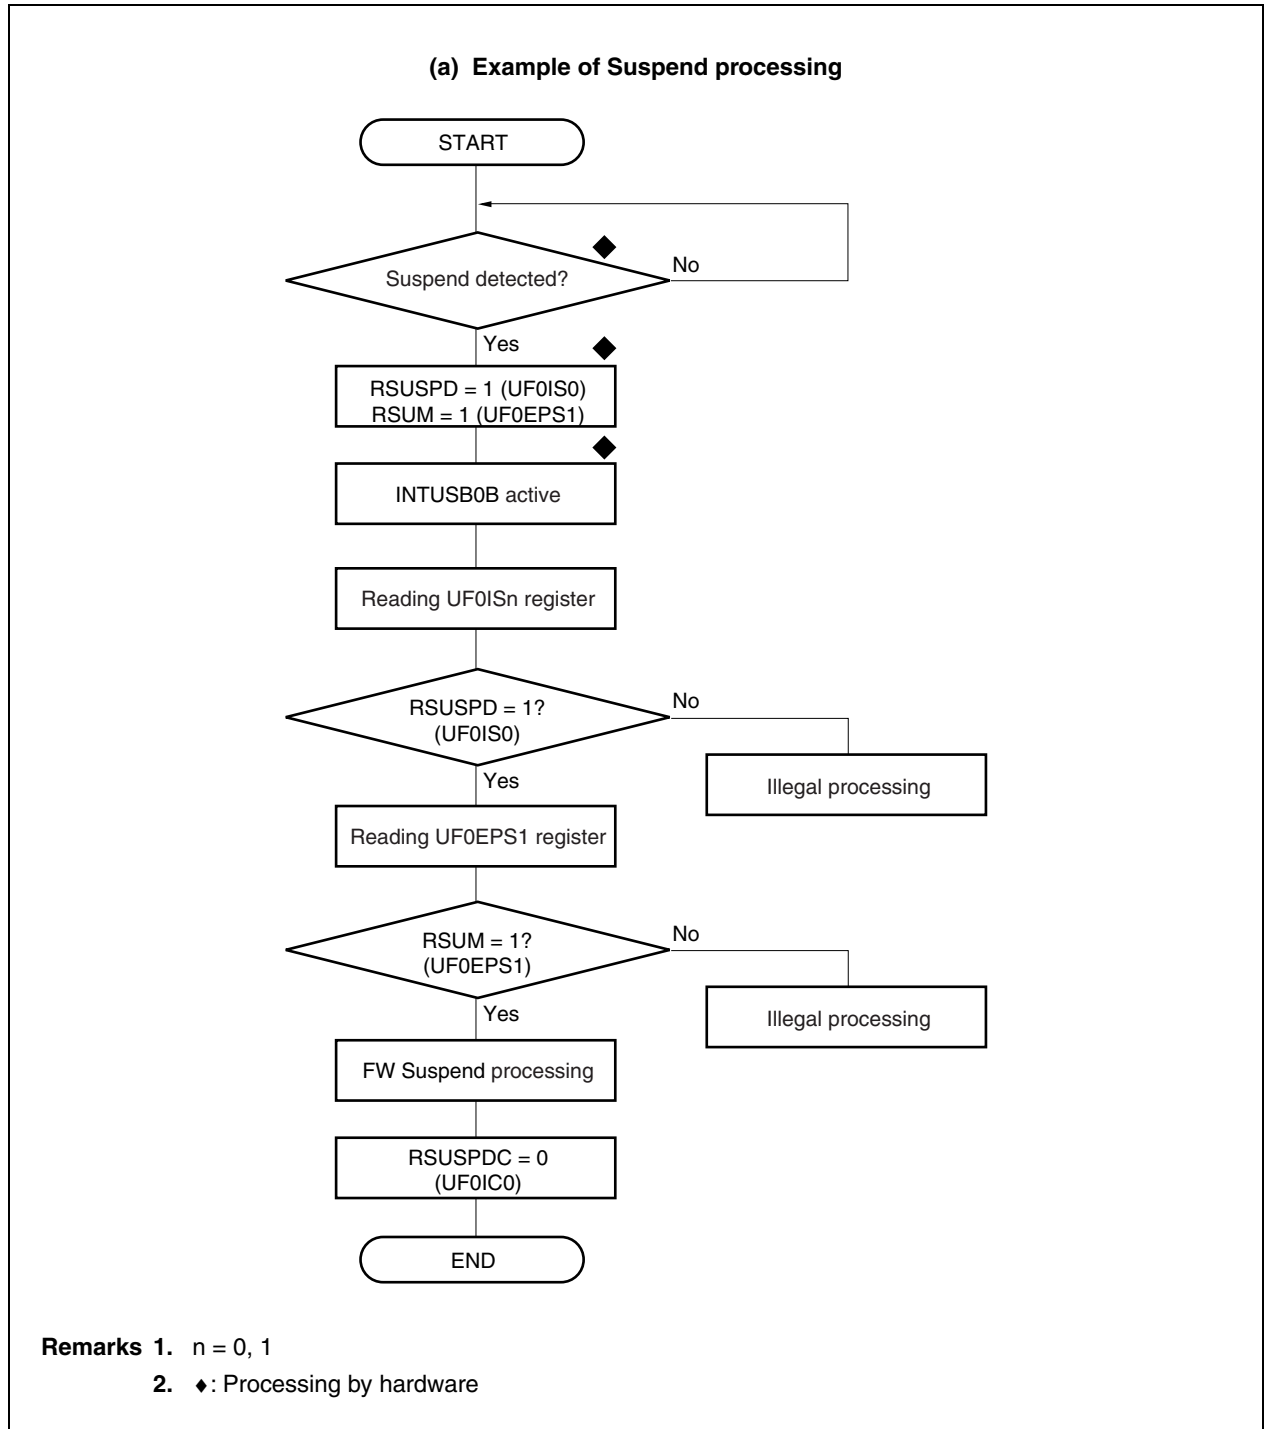 (a) Example of Suspend processing
START
Suspend detected?
No
Yes
RSUSPD = 1 (UF0IS0)
RSUM = 1 (UF0EPS1)
INTUSB0B active
Reading UF0ISn register
RSUSPD = 1?
(UF0IS0)
No
Yes
Illegal processing
Reading UF0EPS1 register
RSUM = 1?
(UF0EPS1)
No
Yes
Illegal processing
FW Suspend processing
RSUSPDC = 0
(UF0IC0)
END
Remarks 1. n = 0, 1
2. ♦: Processing by hardware